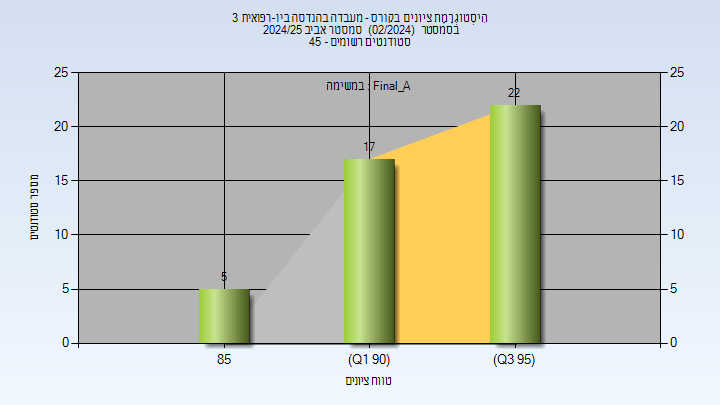 היסטוגרמת ציונים בקורס - מעבדה בהנדסה ביו-רפואית 3
בסמסטר (02/2024) סמסטר אביב 2024/25
סטודנטים רשומים - 45
במשימה : Final_A
25
20
15
10
5
0
25
20
15
10
5
0
5
17
22
מספר סטודנטים
85
(Q1 90)
(Q3 95)
טווח ציונים